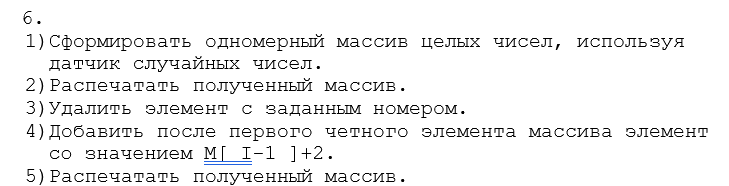 6.
1)Сформировать одномерный массив целых чисел, используя
датчик случайных чисел.
2)Распечатать полученный массив.
3)Удалить элемент с заданным номером.
4)Добавить после первого четного элемента массива элемент
со значением M[ I-1 ]+2.
5)Распечатать полученный массив.